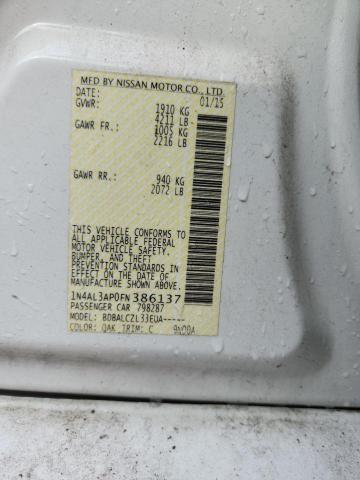 MFD BY NISSAN MOTOR CO., LTD
DATE: 01/15
GVWR: 1910 KG
4211 LB
GAWR FR.: 1005 KG
2216 LB
GAWR RR.: 940 KG
2072 LB
THIS VEHICLE CONFORMS TO
ALL APPLICABLE FEDERAL
MOTOR VEHICLE SAFETY,
BUMPER, AND THEFT
PREVENTION STANDARDS
IN EFFECT ON THE DATE OF
MANUFACTURE SHOWN ABOVE.
1N4AL3AP0FN386137
PASSENGER CAR 798287
MODEL: BDBALCZL33EUA-----
COLOR: QAK TRIM: C